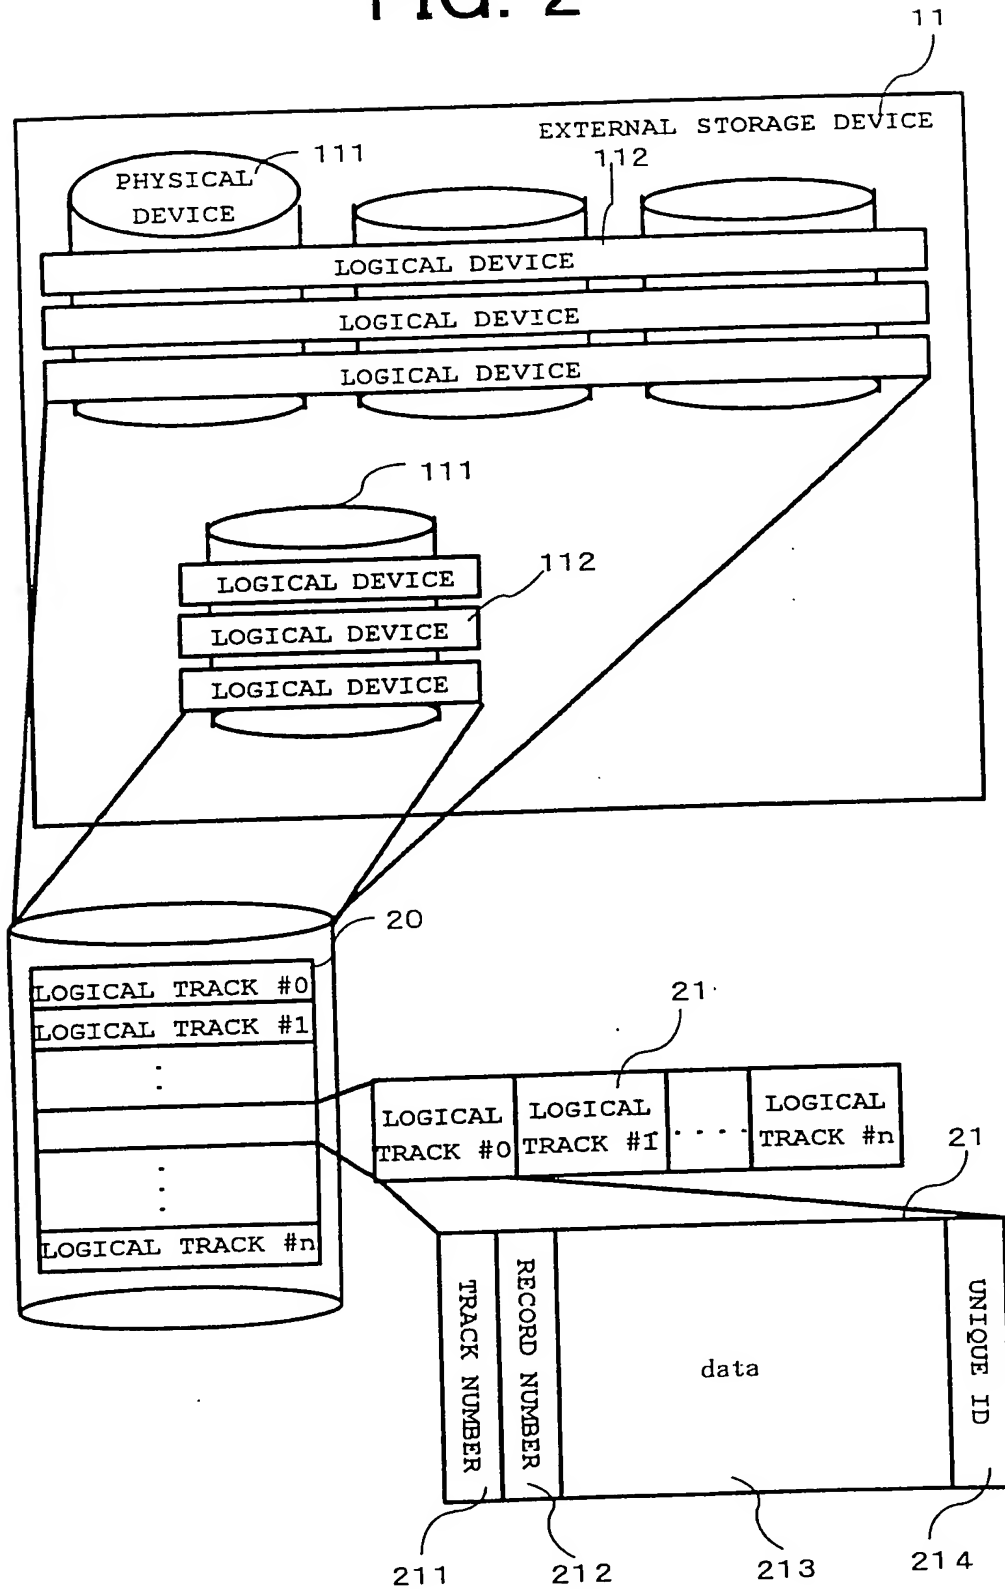 FIG. 2
11
EXTERNAL STORAGE DEVICE
111
112
PHYSICAL
DEVICE
LOGICAL DEVICE
LOGICAL DEVICE
LOGICAL DEVICE
111
112
LOGICAL DEVICE
LOGICAL DEVICE
LOGICAL DEVICE
20
LOGICAL TRACK #0
LOGICAL TRACK #1
LOGICAL TRACK #n
21
LOGICAL
TRACK #0
LOGICAL
TRACK #1
....
LOGICAL
TRACK #n
21
TRACK NUMBER
RECORD NUMBER
data
UNIQUE ID
211
212
213
214